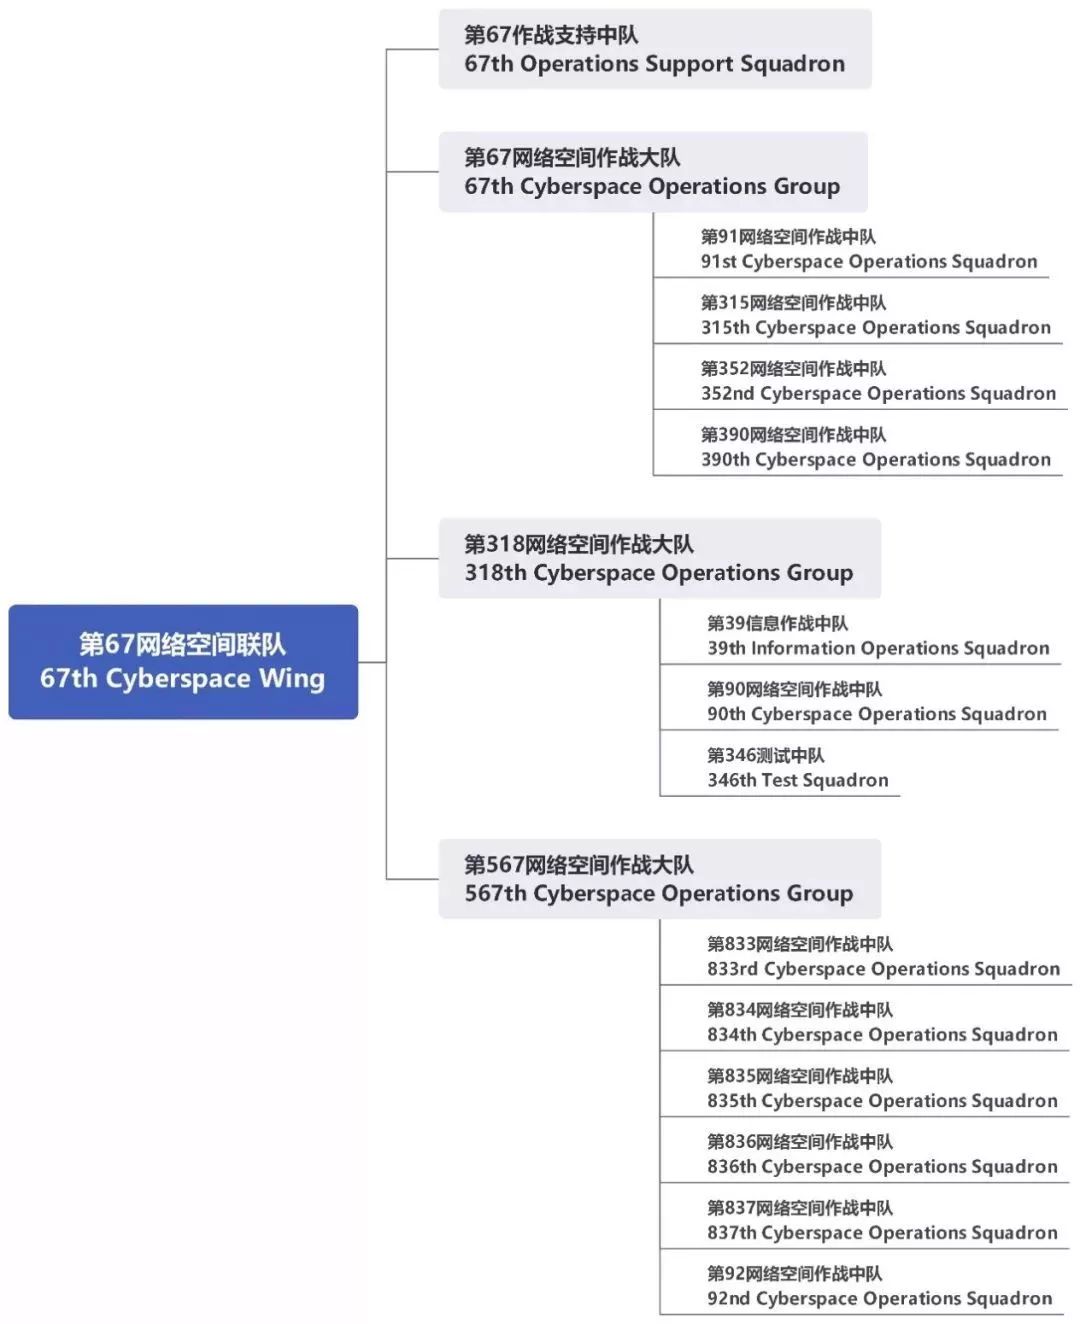 第67作战支持中队
67th Operations Support Squadron
第67网络空间作战大队
67th Cyberspace Operations Group
第91网络空间作战中队
91st Cyberspace Operations Squadron
第315网络空间作战中队
315th Cyberspace Operations Squadron
第352网络空间作战中队
352nd Cyberspace Operations Squadron
第390网络空间作战中队
390th Cyberspace Operations Squadron
第318网络空间作战大队
318th Cyberspace Operations Group
第39信息作战中队
39th Information Operations Squadron
第90网络空间作战中队
90th Cyberspace Operations Squadron
第346测试中队
346th Test Squadron
第67网络空间联队
67th Cyberspace Wing
第567网络空间作战大队
567th Cyberspace Operations Group
第833网络空间作战中队
833rd Cyberspace Operations Squadron
第834网络空间作战中队
834th Cyberspace Operations Squadron
第835网络空间作战中队
835th Cyberspace Operations Squadron
第836网络空间作战中队
836th Cyberspace Operations Squadron
第837网络空间作战中队
837th Cyberspace Operations Squadron
第92网络空间作战中队
92nd Cyberspace Operations Squadron